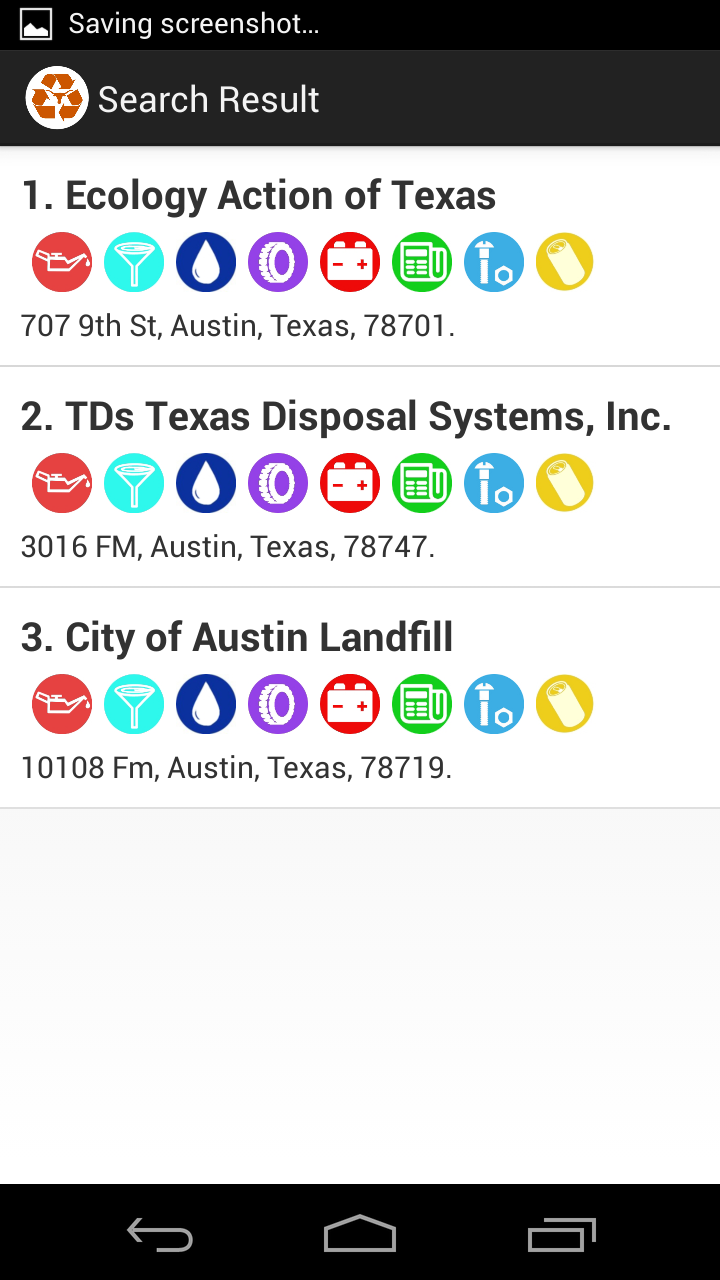 Saving screenshot...
Search Result
1. Ecology Action of Texas
707 9th St, Austin, Texas, 78701.
2. TDs Texas Disposal Systems, Inc.
3016 FM, Austin, Texas, 78747.
3. City of Austin Landfill
10108 Fm, Austin, Texas, 78719.